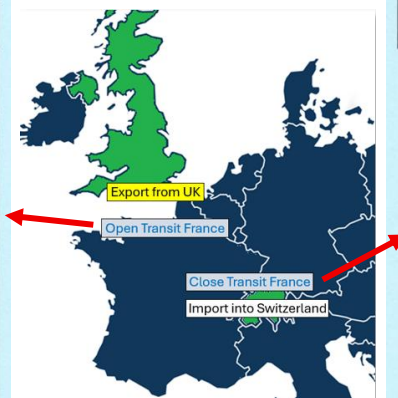 Export from UK
Open Transit France
Close Transit France
Import into Switzerland